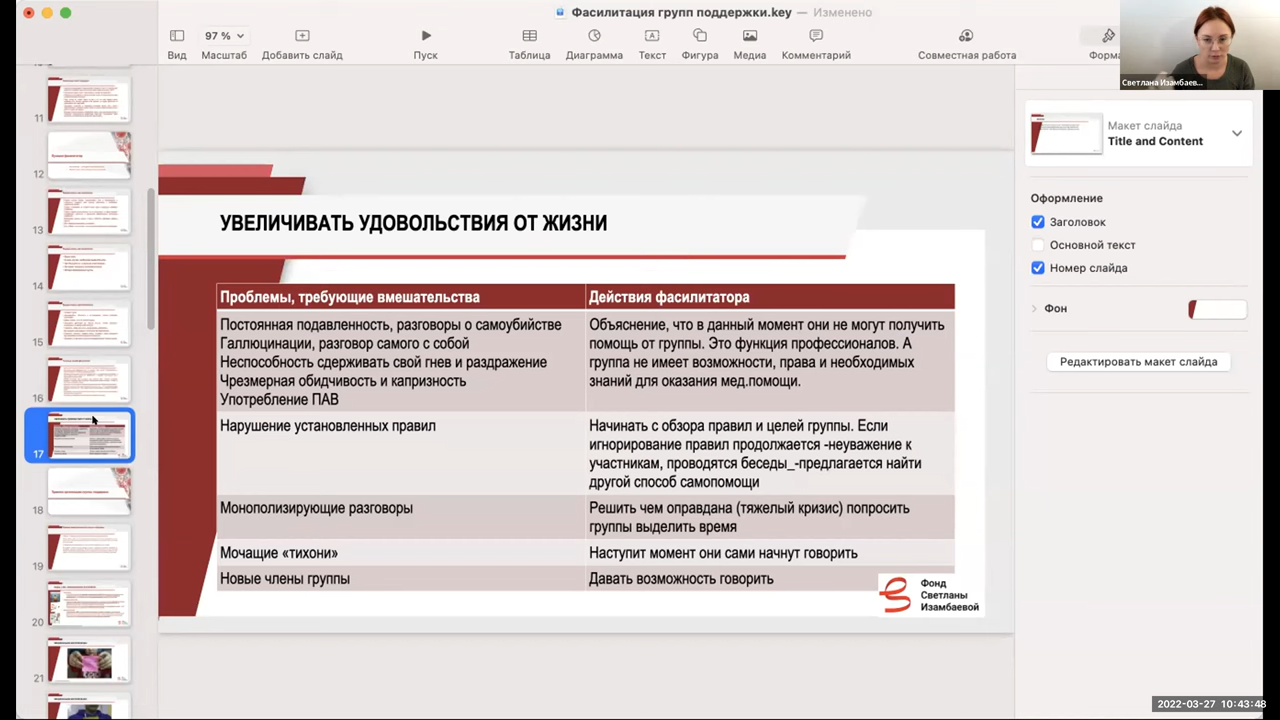 Фасилитация групп поддержки.key — Изменено
97 %
Вид
Масштаб
Добавить слайд
Пуск
Таблица
Диаграмма
Текст
Фигура
Медиа
Комментарий
Совместная работа
Форма
Светлана Изамбаев...
11
12
13
14
15
16
17
18
19
20
21
УВЕЛИЧИВАТЬ УДОВОЛЬСТВИЯ ОТ ЖИЗНИ
Проблемы, требующие вмешательства
Действия фасилитатора
Постоянная подавленность, разговоры о самоубийстве
Галлюцинации, разговор самого с собой
Неспособность осознавать свой гнев и раздражение
Чрезмерная обидчивость и капризность
Употребление ПАВ
Объяснение, что в данный момент они не могут получить
помощь от группы. Это функция профессионалов. А
группа не имеет возможности, права и необходимых
знаний для оказания мед.помощи.
Нарушение установленных правил
Начинать с обзора правил и целей группы. Если
игнорирование правил продолжается -неуважение к
участникам, проводятся беседы_-предлагается найти
другой способ самопомощи
Монополизирующие разговоры
Решить чем оправдана (тяжелый кризис) попросить
группы выделить время
Мочащие «тихони»
Наступит момент они сами начнут говорить
Новые члены группы
Давать возможность говорить
Фонд
Светланы
Изамбаевой
Макет слайда
Title and Content
Оформление
Заголовок
Основной текст
Номер слайда
Фон
Редактировать макет слайда
2022-03-27 10:43:48